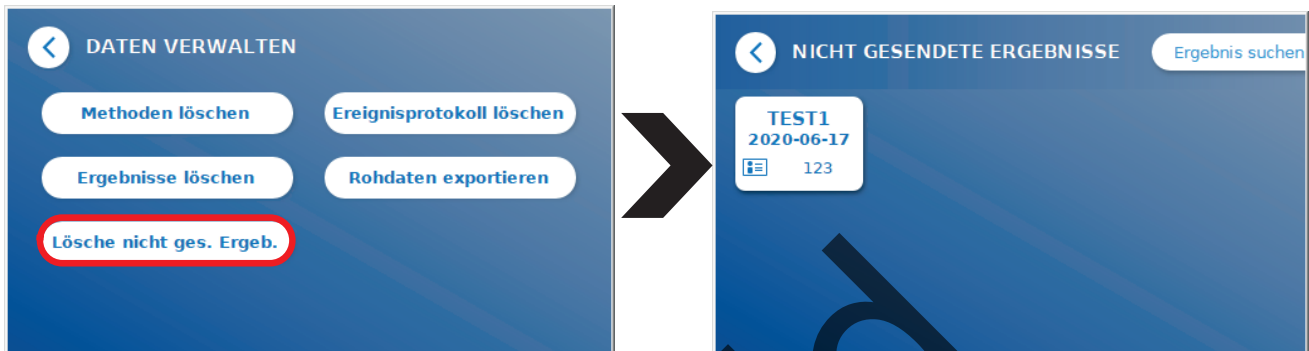 DATEN VERWALTEN
Methoden löschen
Ereignisprotokoll löschen
Ergebnisse löschen
Rohdaten exportieren
Lösche nicht ges. Ergeb.
NICHT GESENDETE ERGEBNISSE
Ergebnis suchen
TEST1
2020-06-17
123